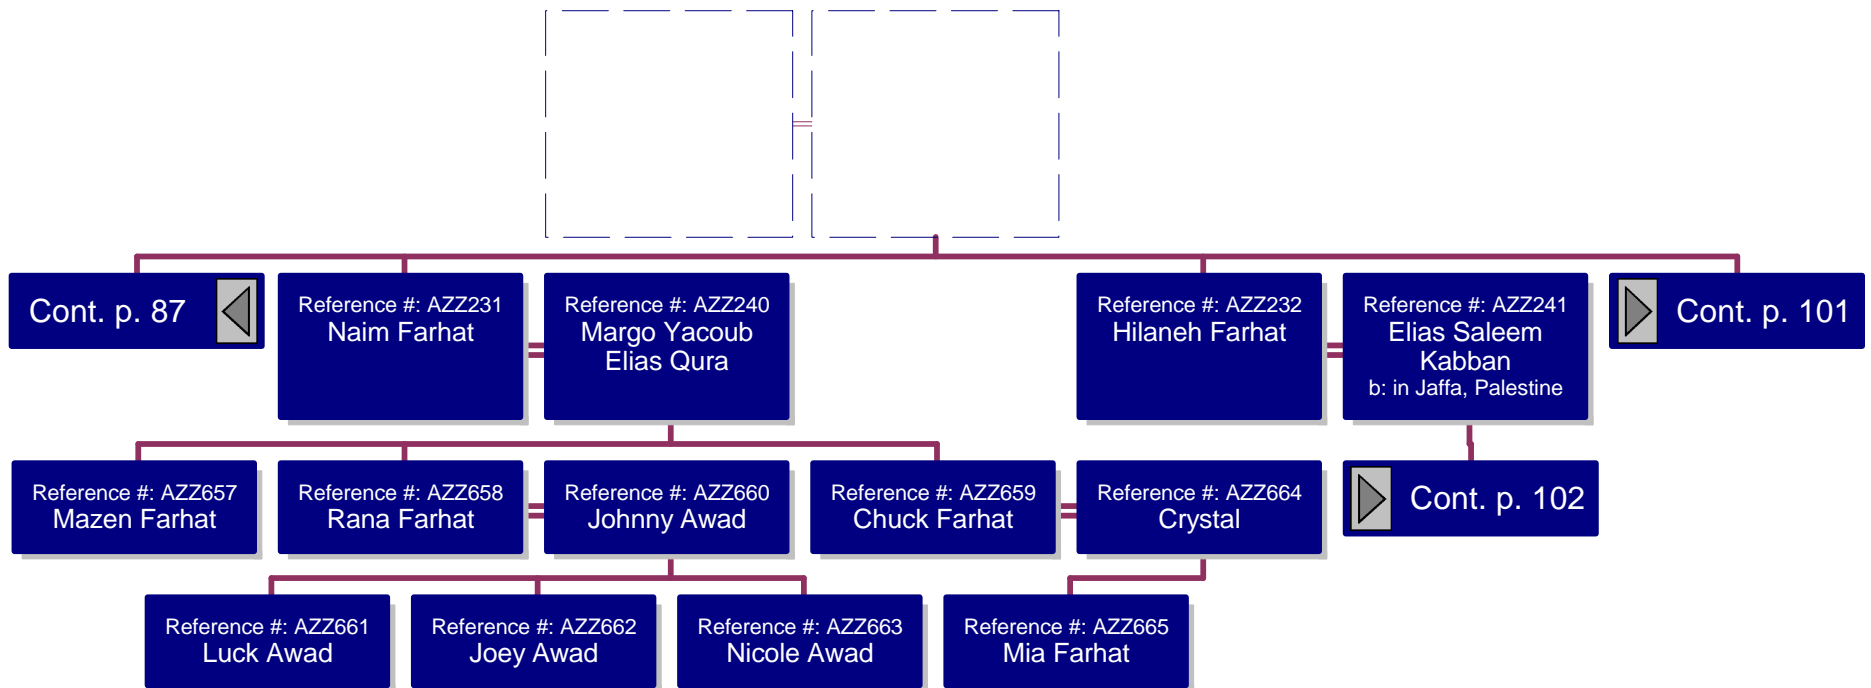 Cont. p. 87
Reference #: AZZ231
Naim Farhat
Reference #: AZZ240
Margo Yacoub
Elias Qura
Reference #: AZZ232
Hilaneh Farhat
Reference #: AZZ241
Elias Saleem
Kabban
b: in Jaffa, Palestine
Cont. p. 101
Reference #: AZZ657
Mazen Farhat
Reference #: AZZ658
Rana Farhat
Reference #: AZZ660
Johnny Awad
Reference #: AZZ659
Chuck Farhat
Reference #: AZZ664
Crystal
Cont. p. 102
Reference #: AZZ661
Luck Awad
Reference #: AZZ662
Joey Awad
Reference #: AZZ663
Nicole Awad
Reference #: AZZ665
Mia Farhat